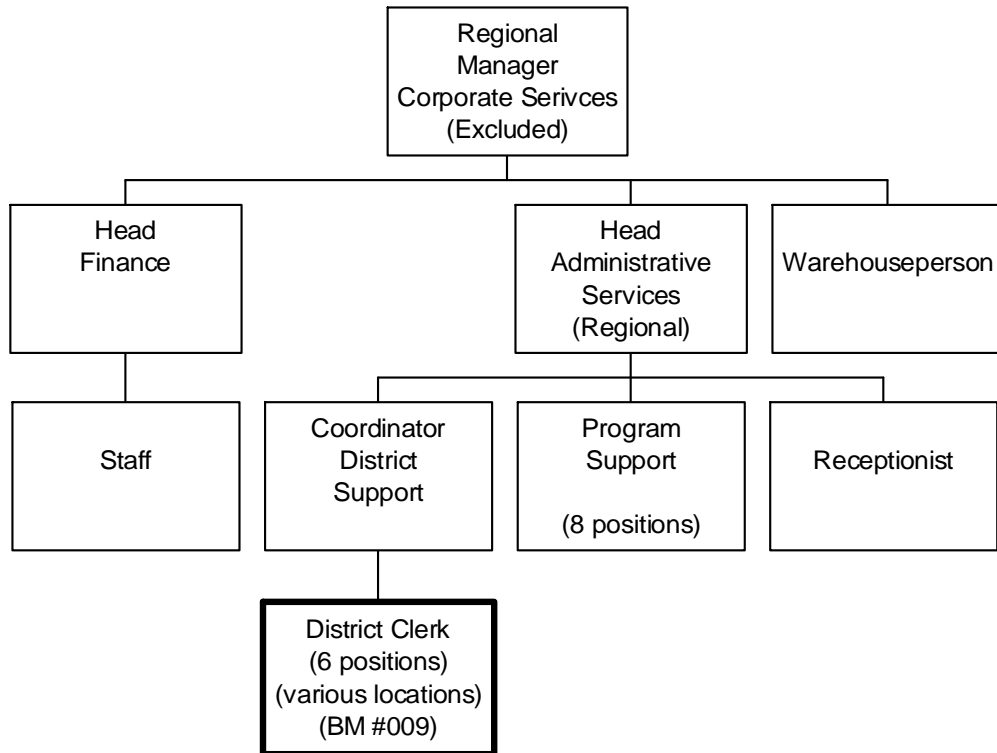 Regional
Manager
Corporate Serivces
(Excluded)
Head
Finance
Head
Administrative
Services
(Regional)
Warehouseperson
Staff
Coordinator
District
Support
Program
Support
(8 positions)
Receptionist
District Clerk
(6 positions)
(various locations)
(BM #009)